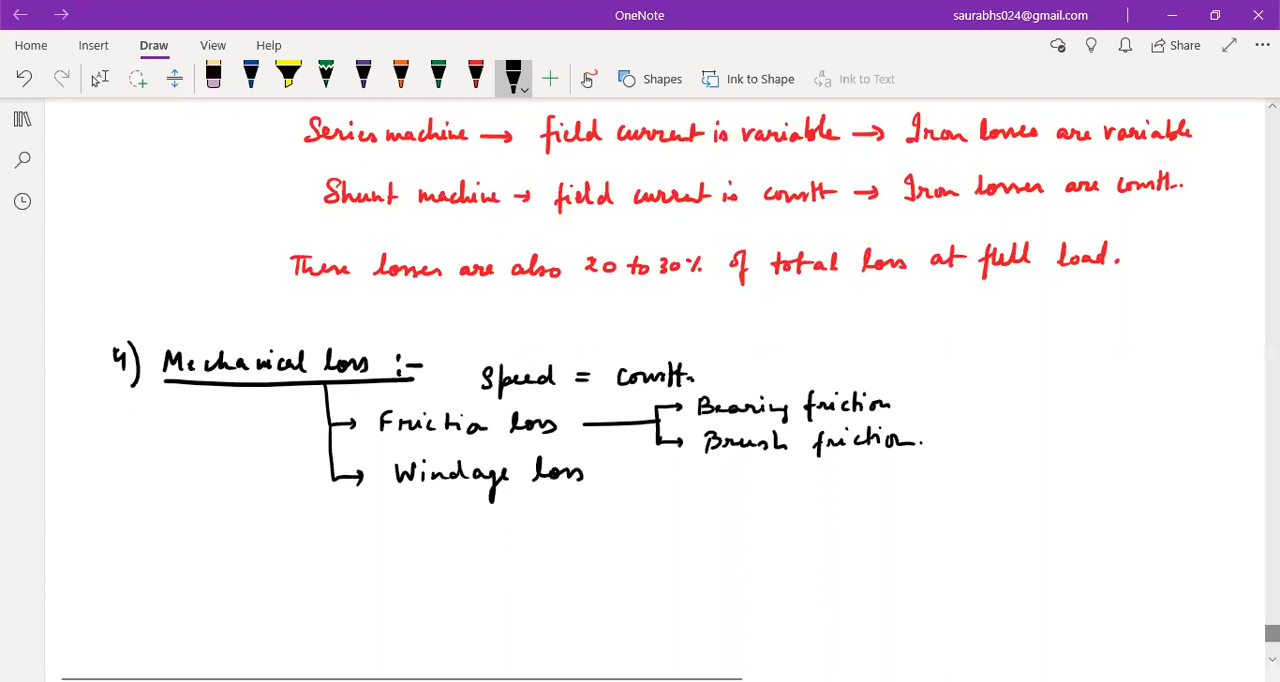 OneNote
saurabhs024@gmail.com
Home Insert Draw View Help
Share
Shapes Ink to Shape Ink to Text
Series machine → field current is variable → Iron losses are variable
Shunt machine → field current is constt → Iron losses are constt.
These losses are also 20 to 30% of total loss at full load.
4) Mechanical loss :- Speed = constt.
→ Friction loss → Bearing friction
→ Brush friction.
→ Windage loss